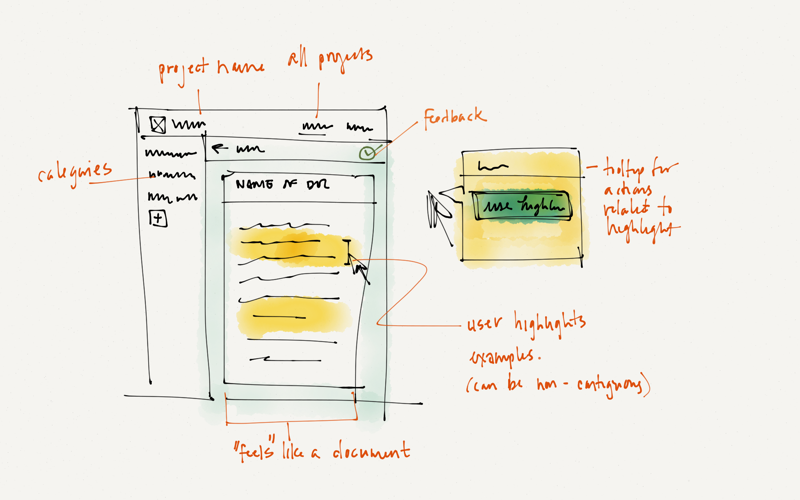 project name
all projects
feedback
categories
NAME OF DOC
use highlight
tooltip for
actions
related to
highlight
user highlights
examples.
(can be non-contiguous)
"feels" like a document